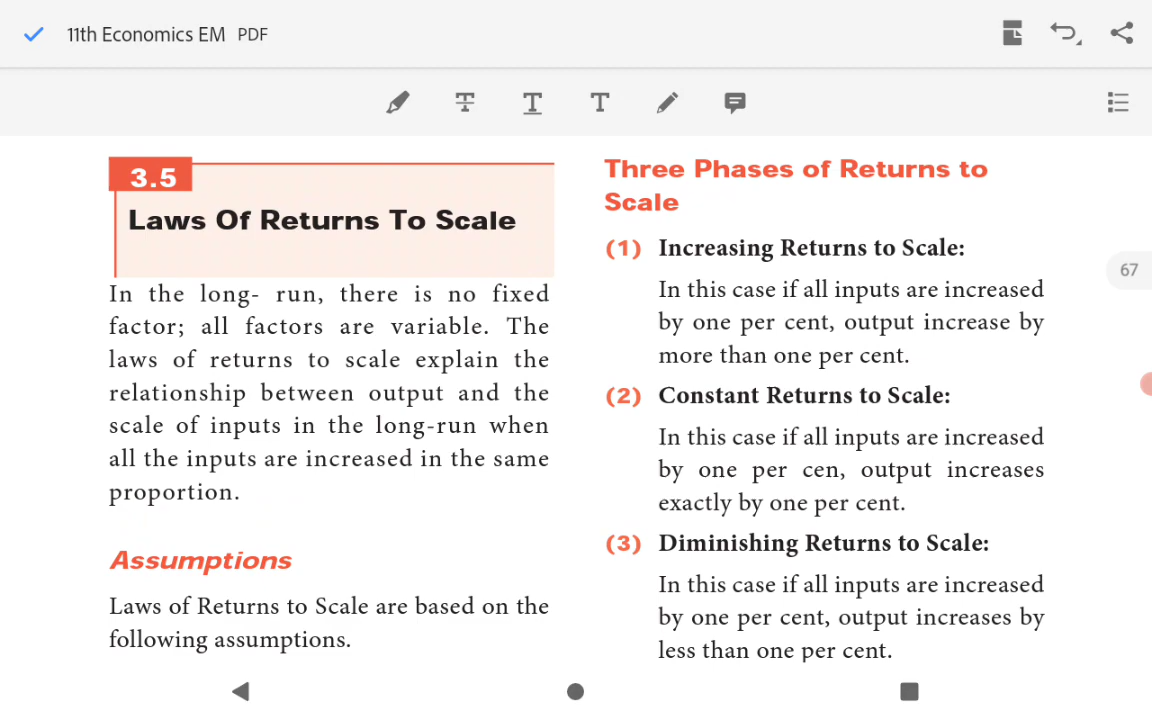 11th Economics EM PDF
3.5
Laws Of Returns To Scale
In the long- run, there is no fixed
factor; all factors are variable. The
laws of returns to scale explain the
relationship between output and the
scale of inputs in the long-run when
all the inputs are increased in the same
proportion.
Assumptions
Laws of Returns to Scale are based on the
following assumptions.
Three Phases of Returns to
Scale
(1) Increasing Returns to Scale:
In this case if all inputs are increased
by one per cent, output increase by
more than one per cent.
(2) Constant Returns to Scale:
In this case if all inputs are increased
by one per cen, output increases
exactly by one per cent.
(3) Diminishing Returns to Scale:
In this case if all inputs are increased
by one per cent, output increases by
less than one per cent.
67